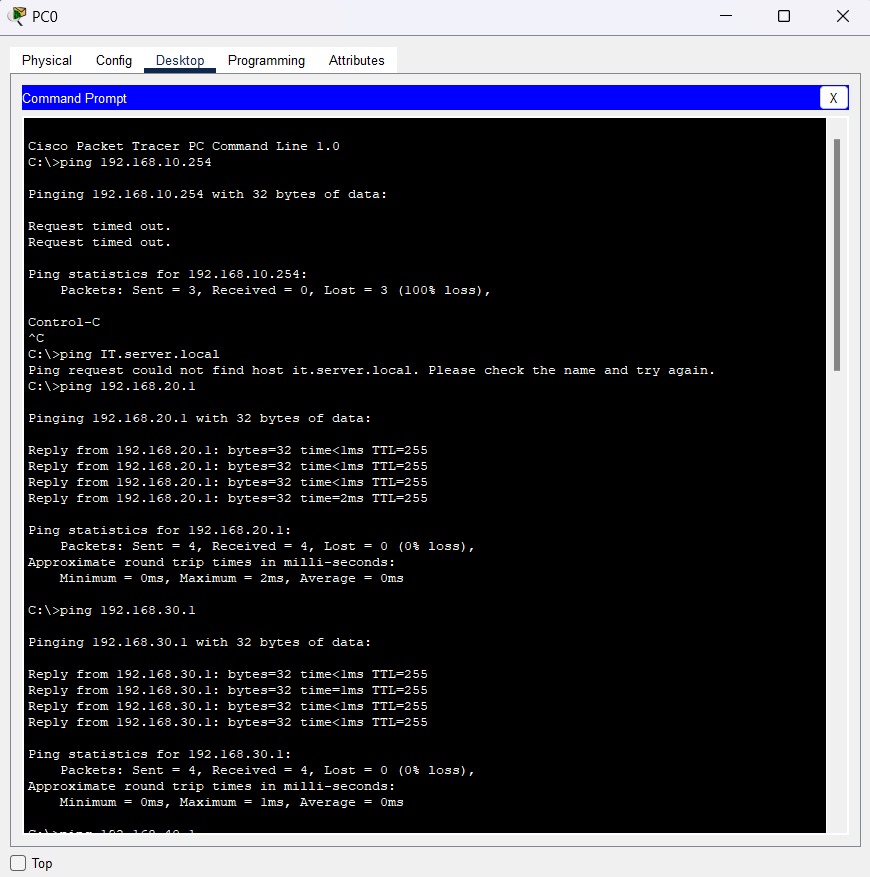 PC0
Physical Config Desktop Programming Attributes
Command Prompt X
Cisco Packet Tracer PC Command Line 1.0
C:\>ping 192.168.10.254
Pinging 192.168.10.254 with 32 bytes of data:
Request timed out.
Request timed out.
Ping statistics for 192.168.10.254:
    Packets: Sent = 3, Received = 0, Lost = 3 (100% loss),
Control-C
^C
C:\>ping IT.server.local
Ping request could not find host it.server.local. Please check the name and try again.
C:\>ping 192.168.20.1
Pinging 192.168.20.1 with 32 bytes of data:
Reply from 192.168.20.1: bytes=32 time<1ms TTL=255
Reply from 192.168.20.1: bytes=32 time<1ms TTL=255
Reply from 192.168.20.1: bytes=32 time<1ms TTL=255
Reply from 192.168.20.1: bytes=32 time=2ms TTL=255
Ping statistics for 192.168.20.1:
    Packets: Sent = 4, Received = 4, Lost = 0 (0% loss),
Approximate round trip times in milli-seconds:
    Minimum = 0ms, Maximum = 2ms, Average = 0ms
C:\>ping 192.168.30.1
Pinging 192.168.30.1 with 32 bytes of data:
Reply from 192.168.30.1: bytes=32 time<1ms TTL=255
Reply from 192.168.30.1: bytes=32 time=1ms TTL=255
Reply from 192.168.30.1: bytes=32 time<1ms TTL=255
Reply from 192.168.30.1: bytes=32 time<1ms TTL=255
Ping statistics for 192.168.30.1:
    Packets: Sent = 4, Received = 4, Lost = 0 (0% loss),
Approximate round trip times in milli-seconds:
    Minimum = 0ms, Maximum = 1ms, Average = 0ms
C:\>ping 192.168.40.1
Top